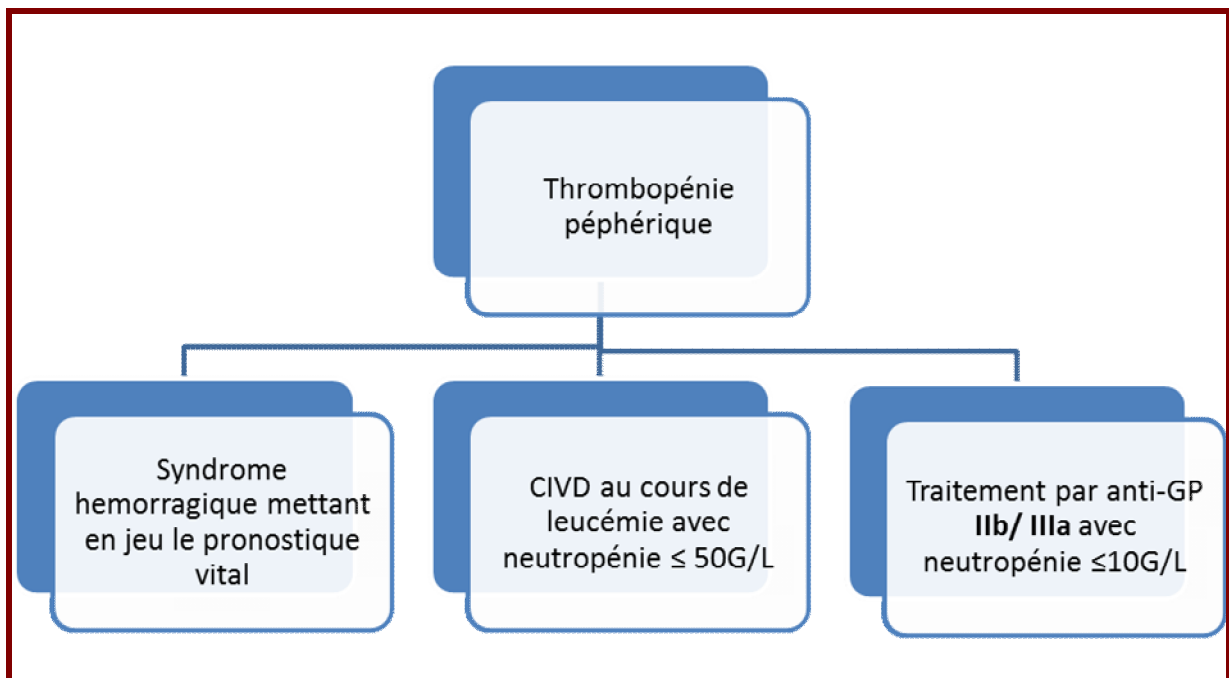 Thrombopénie
péphérique
Syndrome
hemorragique mettant
en jeu le pronostique
vital
CIVD au cours de
leucémie avec
neutropénie ≤ 50G/L
Traitement par anti-GP
IIb/ IIIa avec
neutropénie ≤10G/L